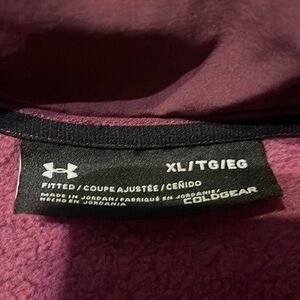 XL/TG/EG
FITTED / COUPE AJUSTÉE / CEÑIDO
MADE IN JORDAN / FABRIQUÉ EN JORDANIE/
HECHO EN JORDANIA
COLDGEAR